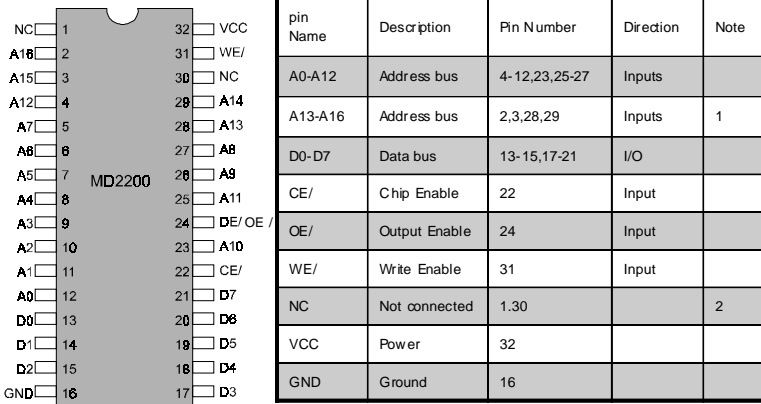 NC 1 32 VCC
A16 2 31 WE/
A15 3 30 NC
A12 4 29 A14
A7 5 28 A13
A6 6 27 A8
A5 7 26 A9
MD2200
A4 8 25 A11
A3 9 24 OE/ OE /
A2 10 23 A10
A1 11 22 CE/
A0 12 21 D7
D0 13 20 D6
D1 14 19 D5
D2 15 18 D4
GND 16 17 D3
pin Name Description Pin Number Direction Note
A0-A12 Address bus 4-12,23,25-27 Inputs
A13-A16 Address bus 2,3,28,29 Inputs 1
D0-D7 Data bus 13-15,17-21 I/O
CE/ Chip Enable 22 Input
OE/ Output Enable 24 Input
WE/ Write Enable 31 Input
NC Not connected 1.30 2
VCC Power 32
GND Ground 16